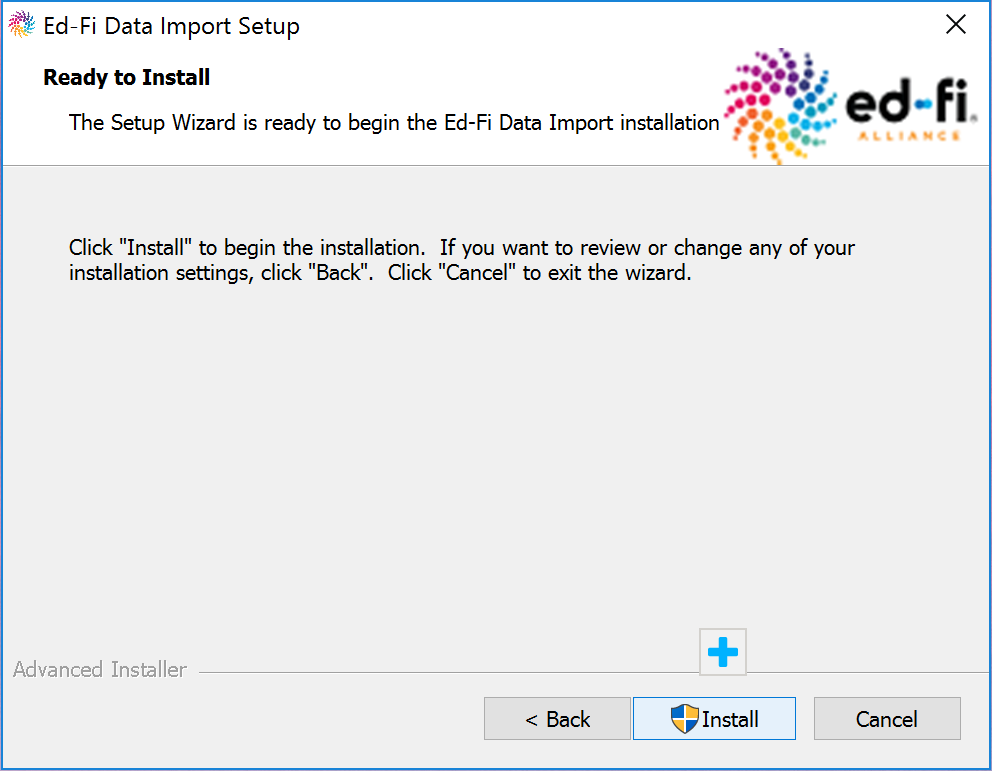 Ed-Fi Data Import Setup
Ready to Install
The Setup Wizard is ready to begin the Ed-Fi Data Import installation
ed-fi
ALLIANCE
Click "Install" to begin the installation.  If you want to review or change any of your
installation settings, click "Back".  Click "Cancel" to exit the wizard.
Advanced Installer
< Back
Install
Cancel